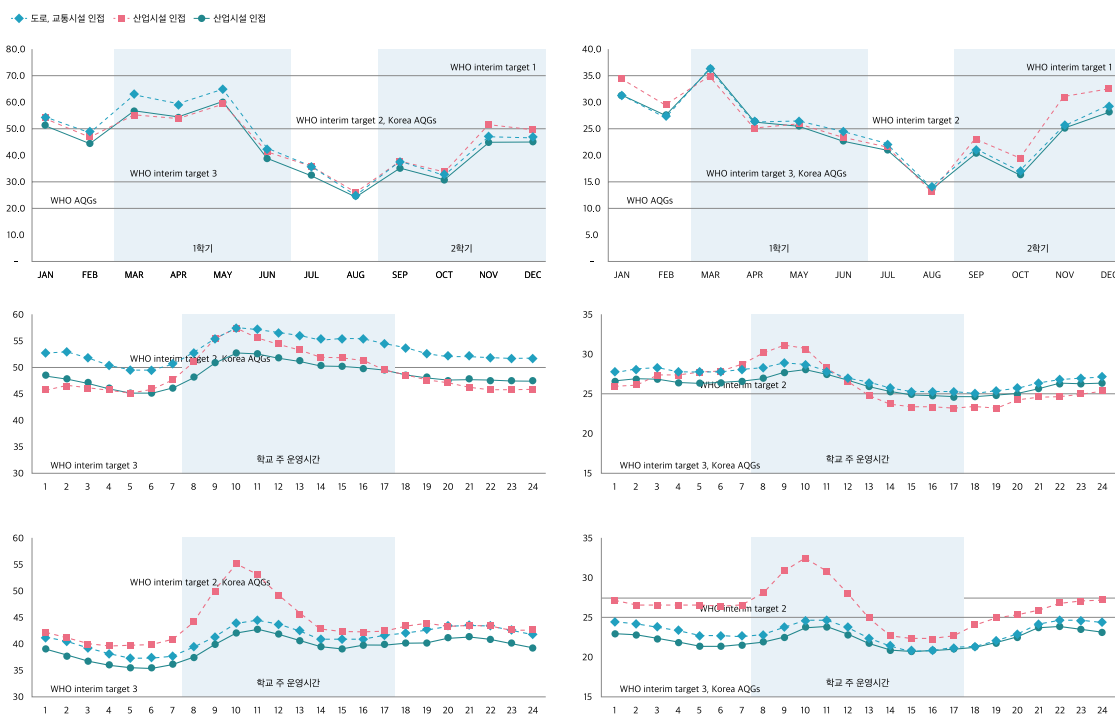 도로, 교통시설 인접 산업시설 인접 산업시설 인접
80.0
70.0
60.0
50.0
40.0
30.0
20.0
10.0
-
WHO interim target 1
WHO interim target 2, Korea AQGs
WHO interim target 3
WHO AQGs
1학기 2학기
JAN FEB MAR APR MAY JUN JUL AUG SEP OCT NOV DEC
40.0
35.0
30.0
25.0
20.0
15.0
10.0
5.0
-
WHO interim target 1
WHO interim target 2
WHO interim target 3, Korea AQGs
WHO AQGs
1학기 2학기
JAN FEB MAR APR MAY JUN JUL AUG SEP OCT NOV DEC
60
55
50
45
40
35
30
WHO interim target 2, Korea AQGs
학교 주 운영시간
WHO interim target 3
1 2 3 4 5 6 7 8 9 10 11 12 13 14 15 16 17 18 19 20 21 22 23 24
35
30
25
20
15
WHO interim target 2
학교 주 운영시간
WHO interim target 3, Korea AQGs
1 2 3 4 5 6 7 8 9 10 11 12 13 14 15 16 17 18 19 20 21 22 23 24
60
55
50
45
40
35
30
WHO interim target 2, Korea AQGs
학교 주 운영시간
WHO interim target 3
1 2 3 4 5 6 7 8 9 10 11 12 13 14 15 16 17 18 19 20 21 22 23 24
35
30
25
20
15
WHO interim target 2
학교 주 운영시간
WHO interim target 3, Korea AQGs
1 2 3 4 5 6 7 8 9 10 11 12 13 14 15 16 17 18 19 20 21 22 23 24